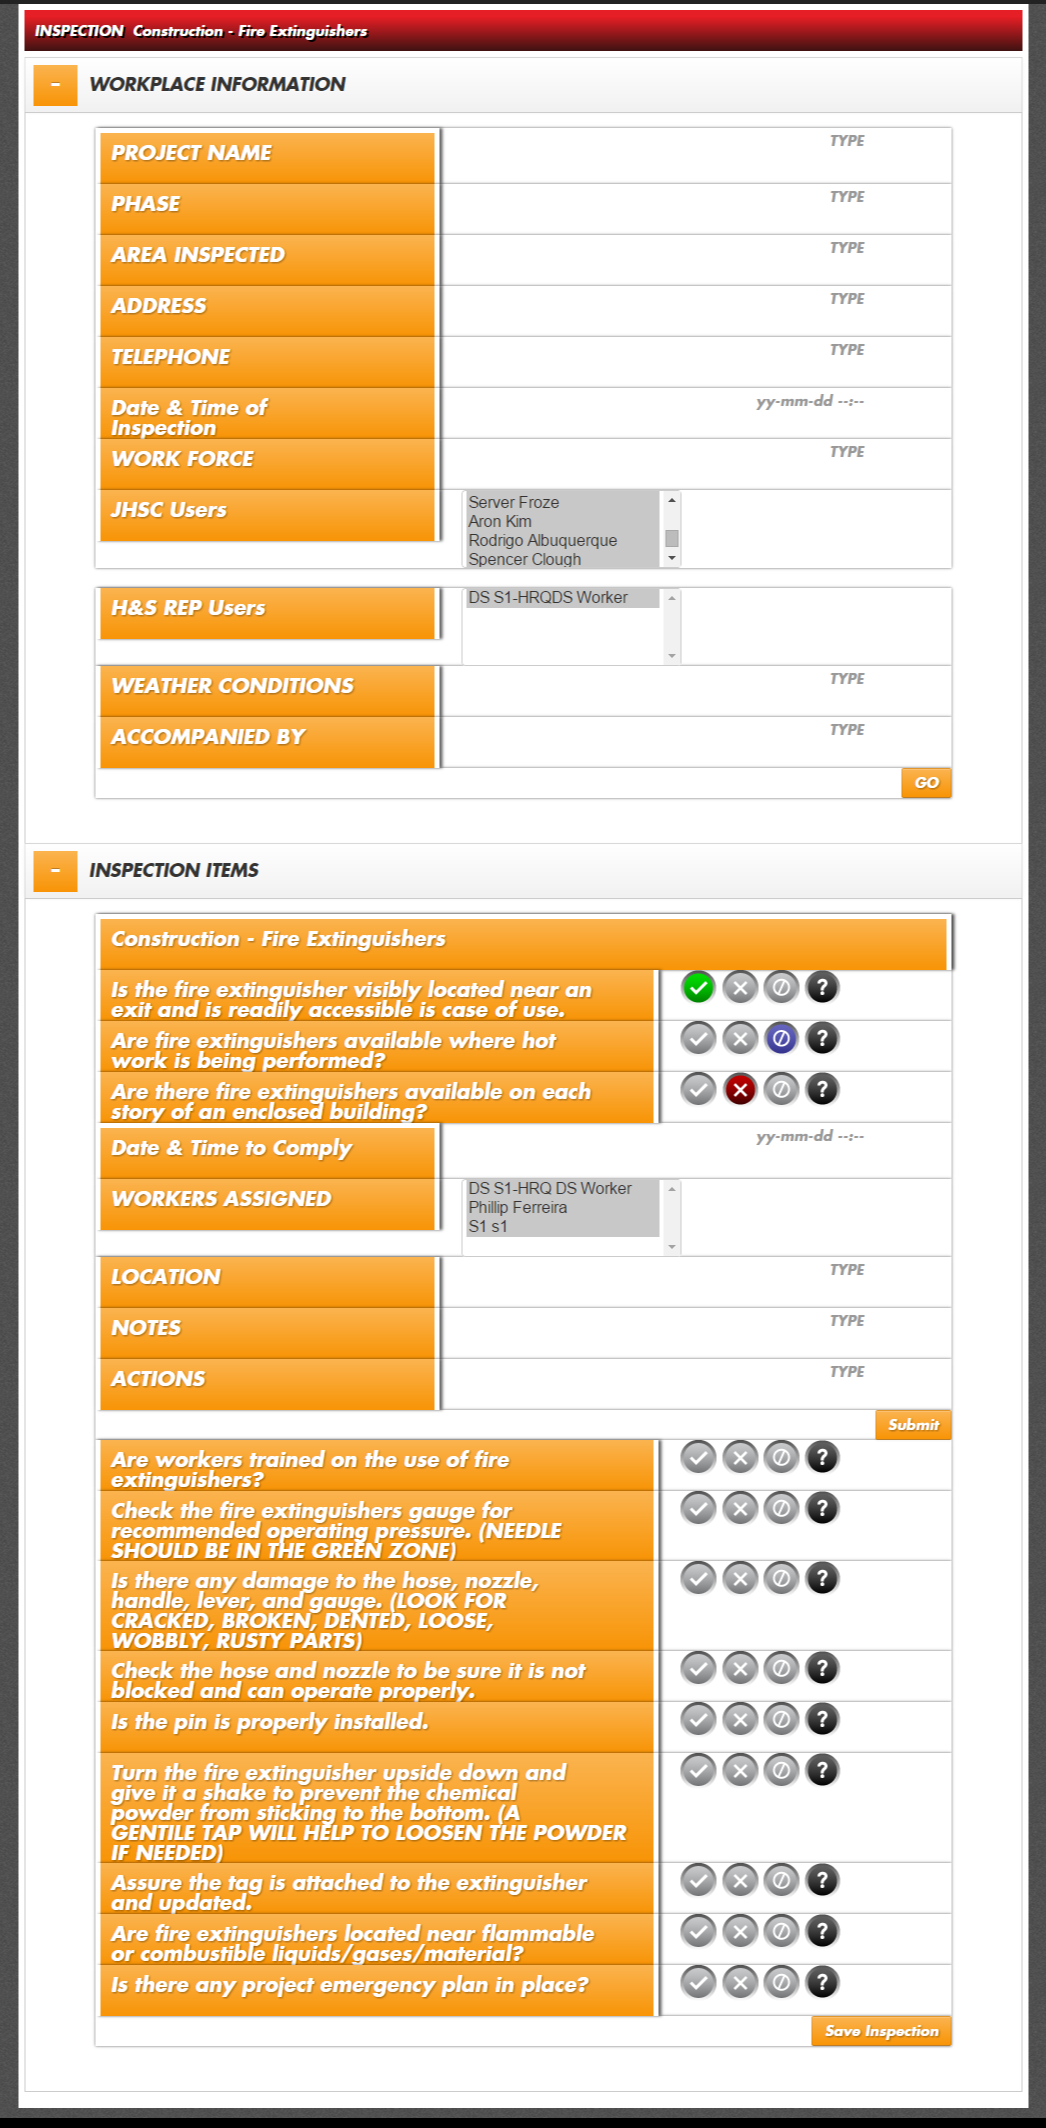 INSPECTION Construction - Fire Extinguishers
- WORKPLACE INFORMATION
PROJECT NAME TYPE
PHASE TYPE
AREA INSPECTED TYPE
ADDRESS TYPE
TELEPHONE TYPE
Date & Time of yy-mm-dd --:--
Inspection
WORK FORCE TYPE
JHSC Users
Server Froze
Aron Kim
Rodrigo Albuquerque
Spencer Clough
H&S REP Users
DS S1-HRQDS Worker
WEATHER CONDITIONS TYPE
ACCOMPANIED BY TYPE
GO
- INSPECTION ITEMS
Construction - Fire Extinguishers
Is the fire extinguisher visibly located near an
exit and is readily accessible is case of use.
?
Are fire extinguishers available where hot
work is being performed?
?
Are there fire extinguishers available on each
story of an enclosed building?
?
Date & Time to Comply yy-mm-dd --:--
WORKERS ASSIGNED
DS S1-HRQ DS Worker
Phillip Ferreira
S1 s1
LOCATION TYPE
NOTES TYPE
ACTIONS TYPE
Submit
Are workers trained on the use of fire
extinguishers?
?
Check the fire extinguishers gauge for
recommended operating pressure. (NEEDLE
SHOULD BE IN THE GREEN ZONE)
?
Is there any damage to the hose, nozzle,
handle, lever, and gauge. (LOOK FOR
CRACKED, BROKEN, DENTED, LOOSE,
WOBBLY, RUSTY PARTS)
?
Check the hose and nozzle to be sure it is not
blocked and can operate properly.
?
Is the pin is properly installed.
?
Turn the fire extinguisher upside down and
give it a shake to prevent the chemical
powder from sticking to the bottom. (A
GENTILE TAP WILL HELP TO LOOSEN THE POWDER
IF NEEDED)
?
Assure the tag is attached to the extinguisher
and updated.
?
Are fire extinguishers located near flammable
or combustible liquids/gases/material?
?
Is there any project emergency plan in place?
?
Save Inspection